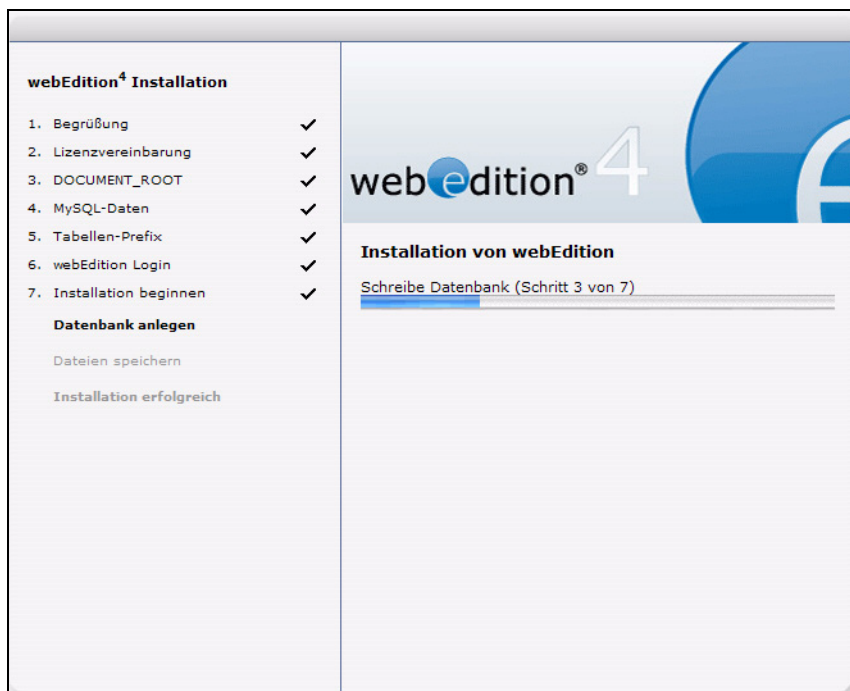 webEdition⁴ Installation
1. Begrüßung
2. Lizenzvereinbarung
3. DOCUMENT_ROOT
4. MySQL-Daten
5. Tabellen-Prefix
6. webEdition Login
7. Installation beginnen
Datenbank anlegen
Dateien speichern
Installation erfolgreich
webedition® 4
e
Installation von webEdition
Schreibe Datenbank (Schritt 3 von 7)